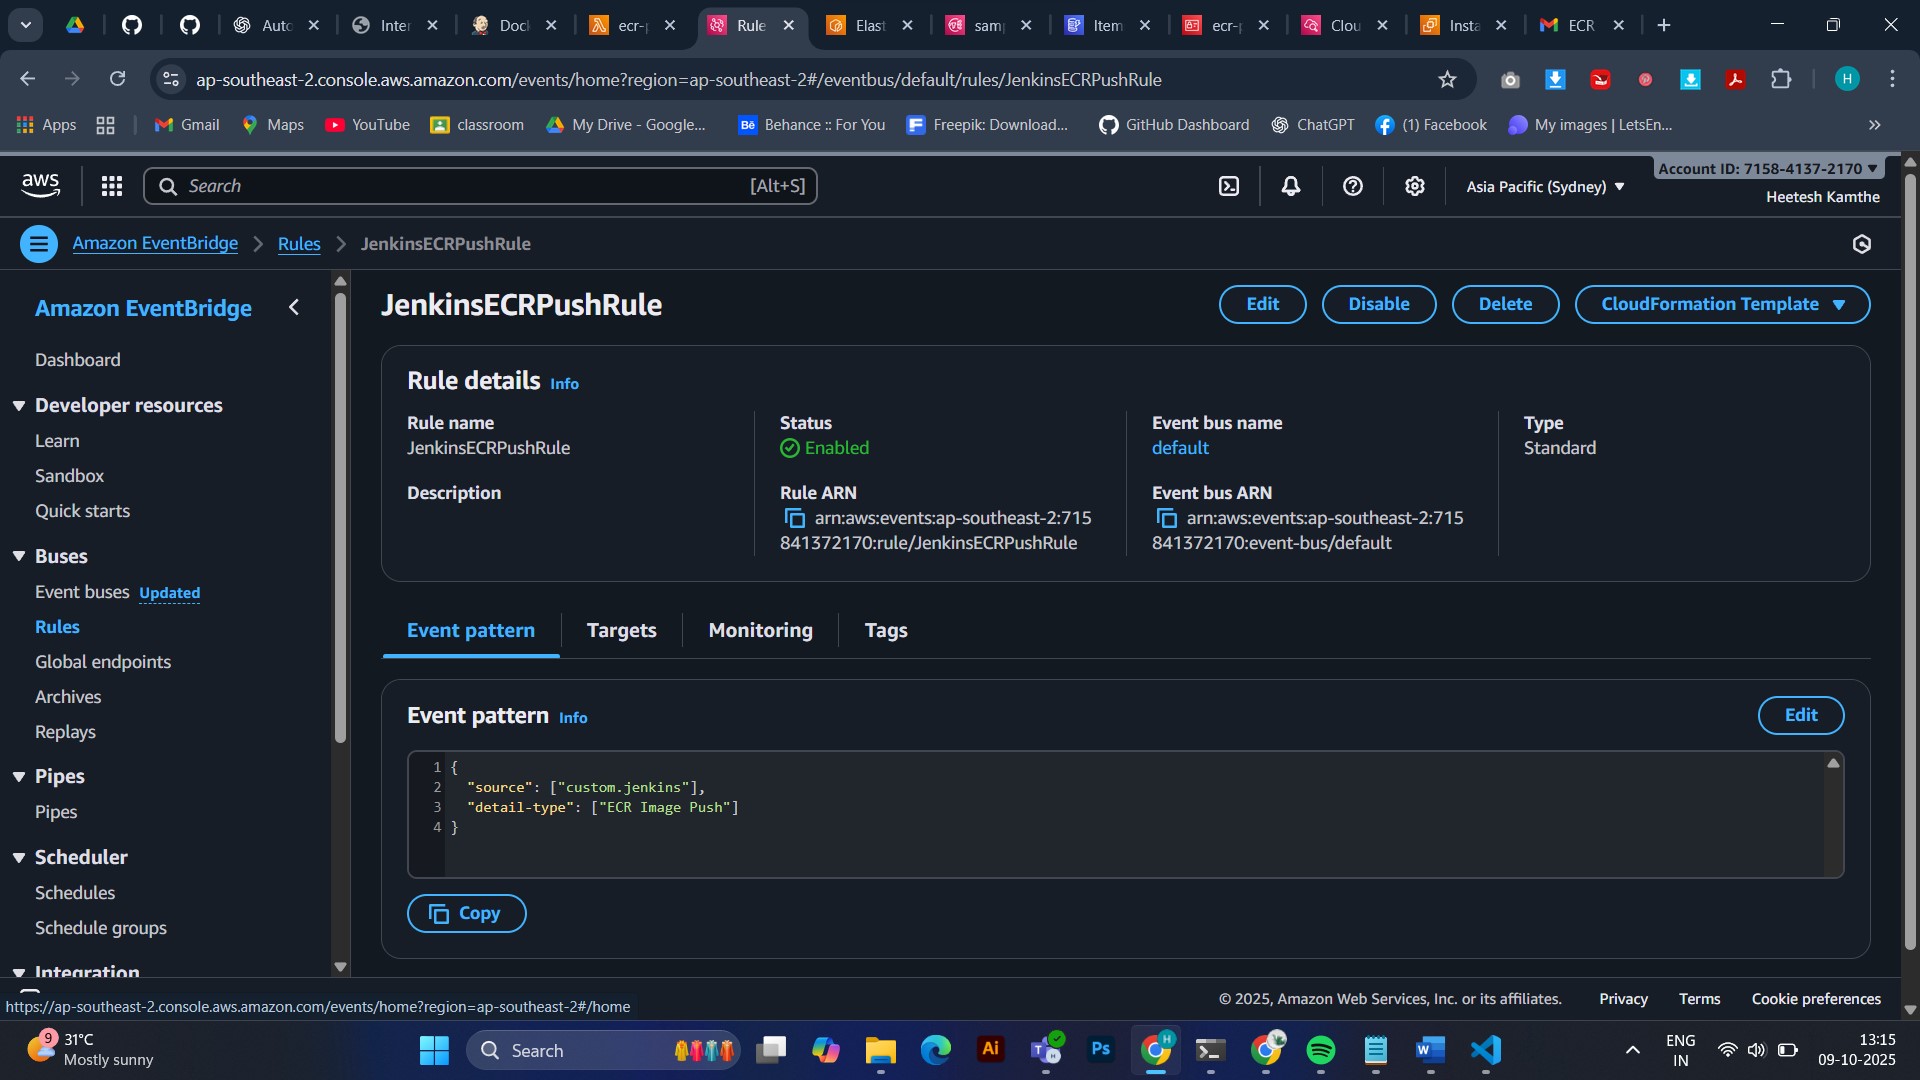 Auto
Inter
Doc
ecr-p
Rule
Elast
sam
Item
ecr-p
Clou
Insta
ECR
ap-southeast-2.console.aws.amazon.com/events/home?region=ap-southeast-2#/eventbus/default/rules/JenkinsECRPushRule
H
Apps
Gmail
Maps
YouTube
classroom
My Drive - Google...
Bē
Behance :: For You
Freepik: Download...
GitHub Dashboard
ChatGPT
(1) Facebook
My images | LetsEn...
aws
Search
[Alt+S]
Asia Pacific (Sydney)
Account ID: 7158-4137-2170
Heetesh Kamthe
Amazon EventBridge
Rules
JenkinsECRPushRule
Amazon EventBridge
Dashboard
Developer resources
Learn
Sandbox
Quick starts
Buses
Event buses Updated
Rules
Global endpoints
Archives
Replays
Pipes
Pipes
Scheduler
Schedules
Schedule groups
Integration
JenkinsECRPushRule
Edit
Disable
Delete
CloudFormation Template
Rule details Info
Rule name
JenkinsECRPushRule
Description
Status
Enabled
Rule ARN
arn:aws:events:ap-southeast-2:715
841372170:rule/JenkinsECRPushRule
Event bus name
default
Event bus ARN
arn:aws:events:ap-southeast-2:715
841372170:event-bus/default
Type
Standard
Event pattern
Targets
Monitoring
Tags
Event pattern Info
Edit
1 {
2 "source": ["custom.jenkins"],
3 "detail-type": ["ECR Image Push"]
4 }
Copy
https://ap-southeast-2.console.aws.amazon.com/events/home?region=ap-southeast-2#/home
© 2025, Amazon Web Services, Inc. or its affiliates.
Privacy
Terms
Cookie preferences
9
31°C
Mostly sunny
Search
Ai
Ps
H
ENG
IN
13:15
09-10-2025